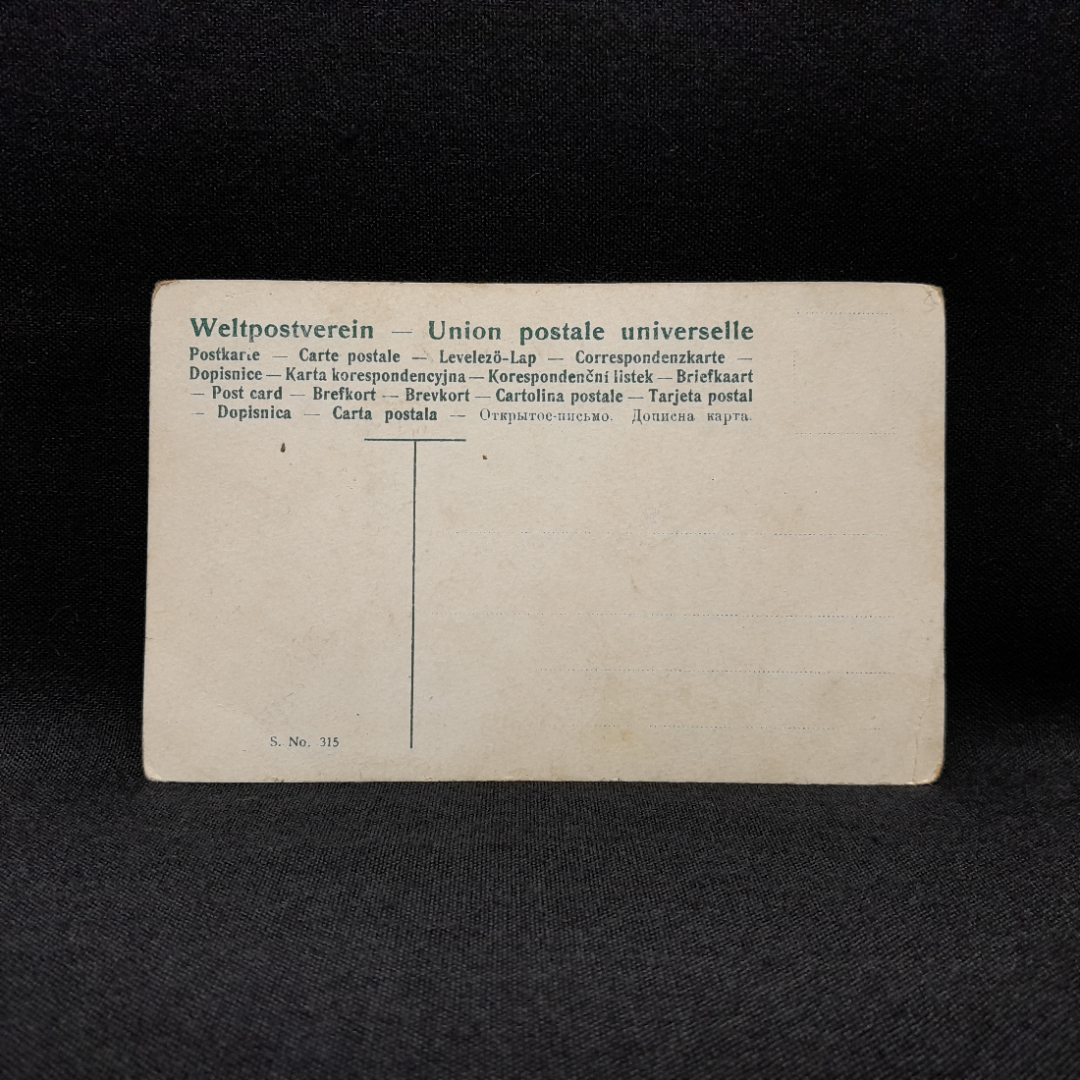 Weltpostverein — Union postale universelle
Postkarte — Carte postale — Levelező-Lap — Correspondenzkarte —
Dopisnice — Karta korespondencyjna — Korespondenční lístek — Briefkaart
— Post card — Brefkort — Brevkort — Cartolina postale — Tarjeta postal
— Dopisnica — Carta postala — Открытое-письмо. Дописна карта.
S. No. 315